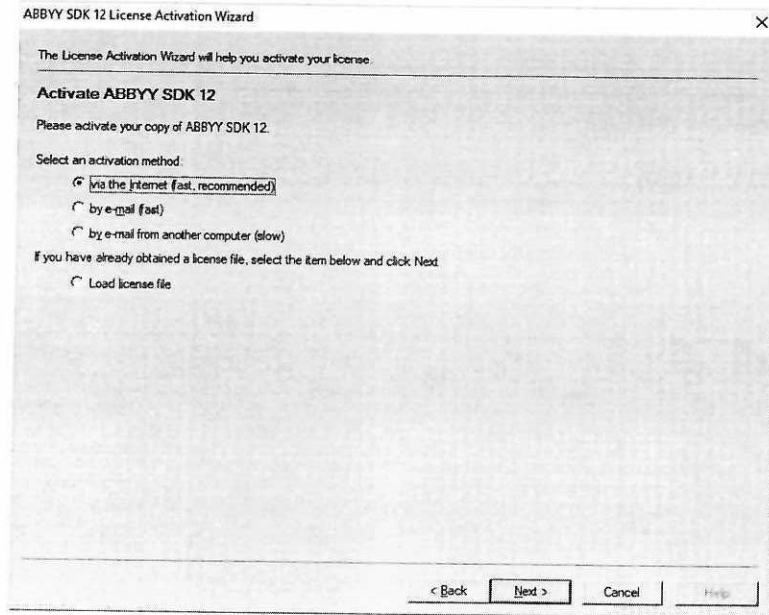 ABBYY SDK 12 License Activation Wizard
The License Activation Wizard will help you activate your license.
Activate ABBYY SDK 12
Please activate your copy of ABBYY SDK 12.
Select an activation method:
via the Internet (fast, recommended)
by e-mail (fast)
by e-mail from another computer (slow)
If you have already obtained a license file, select the item below and click Next
Load license file
< Back Next > Cancel Help